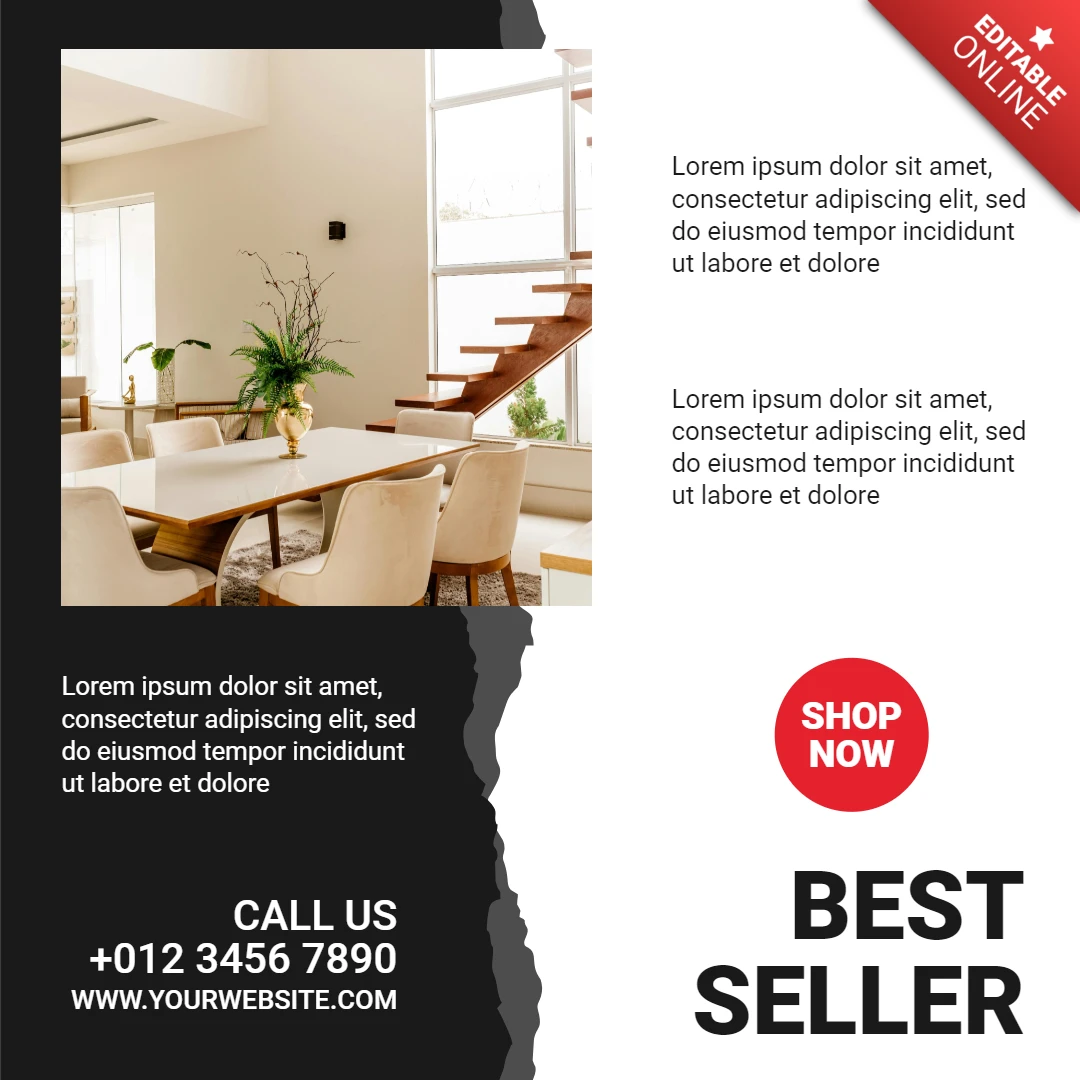 EDITABLE
ONLINE
Lorem ipsum dolor sit amet,
consectetur adipiscing elit, sed
do eiusmod tempor incididunt
ut labore et dolore
Lorem ipsum dolor sit amet,
consectetur adipiscing elit, sed
do eiusmod tempor incididunt
ut labore et dolore
Lorem ipsum dolor sit amet,
consectetur adipiscing elit, sed
do eiusmod tempor incididunt
ut labore et dolore
SHOP
NOW
CALL US
+012 3456 7890
WWW.YOURWEBSITE.COM
BEST
SELLER